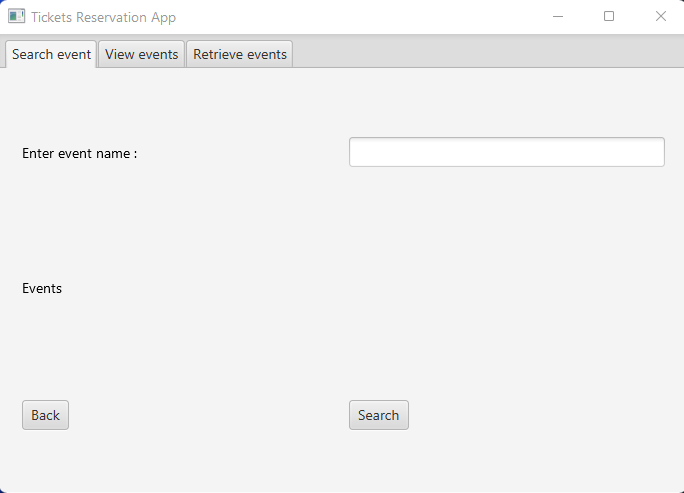 Tickets Reservation App
Search event View events Retrieve events
Enter event name :
Events
Back Search